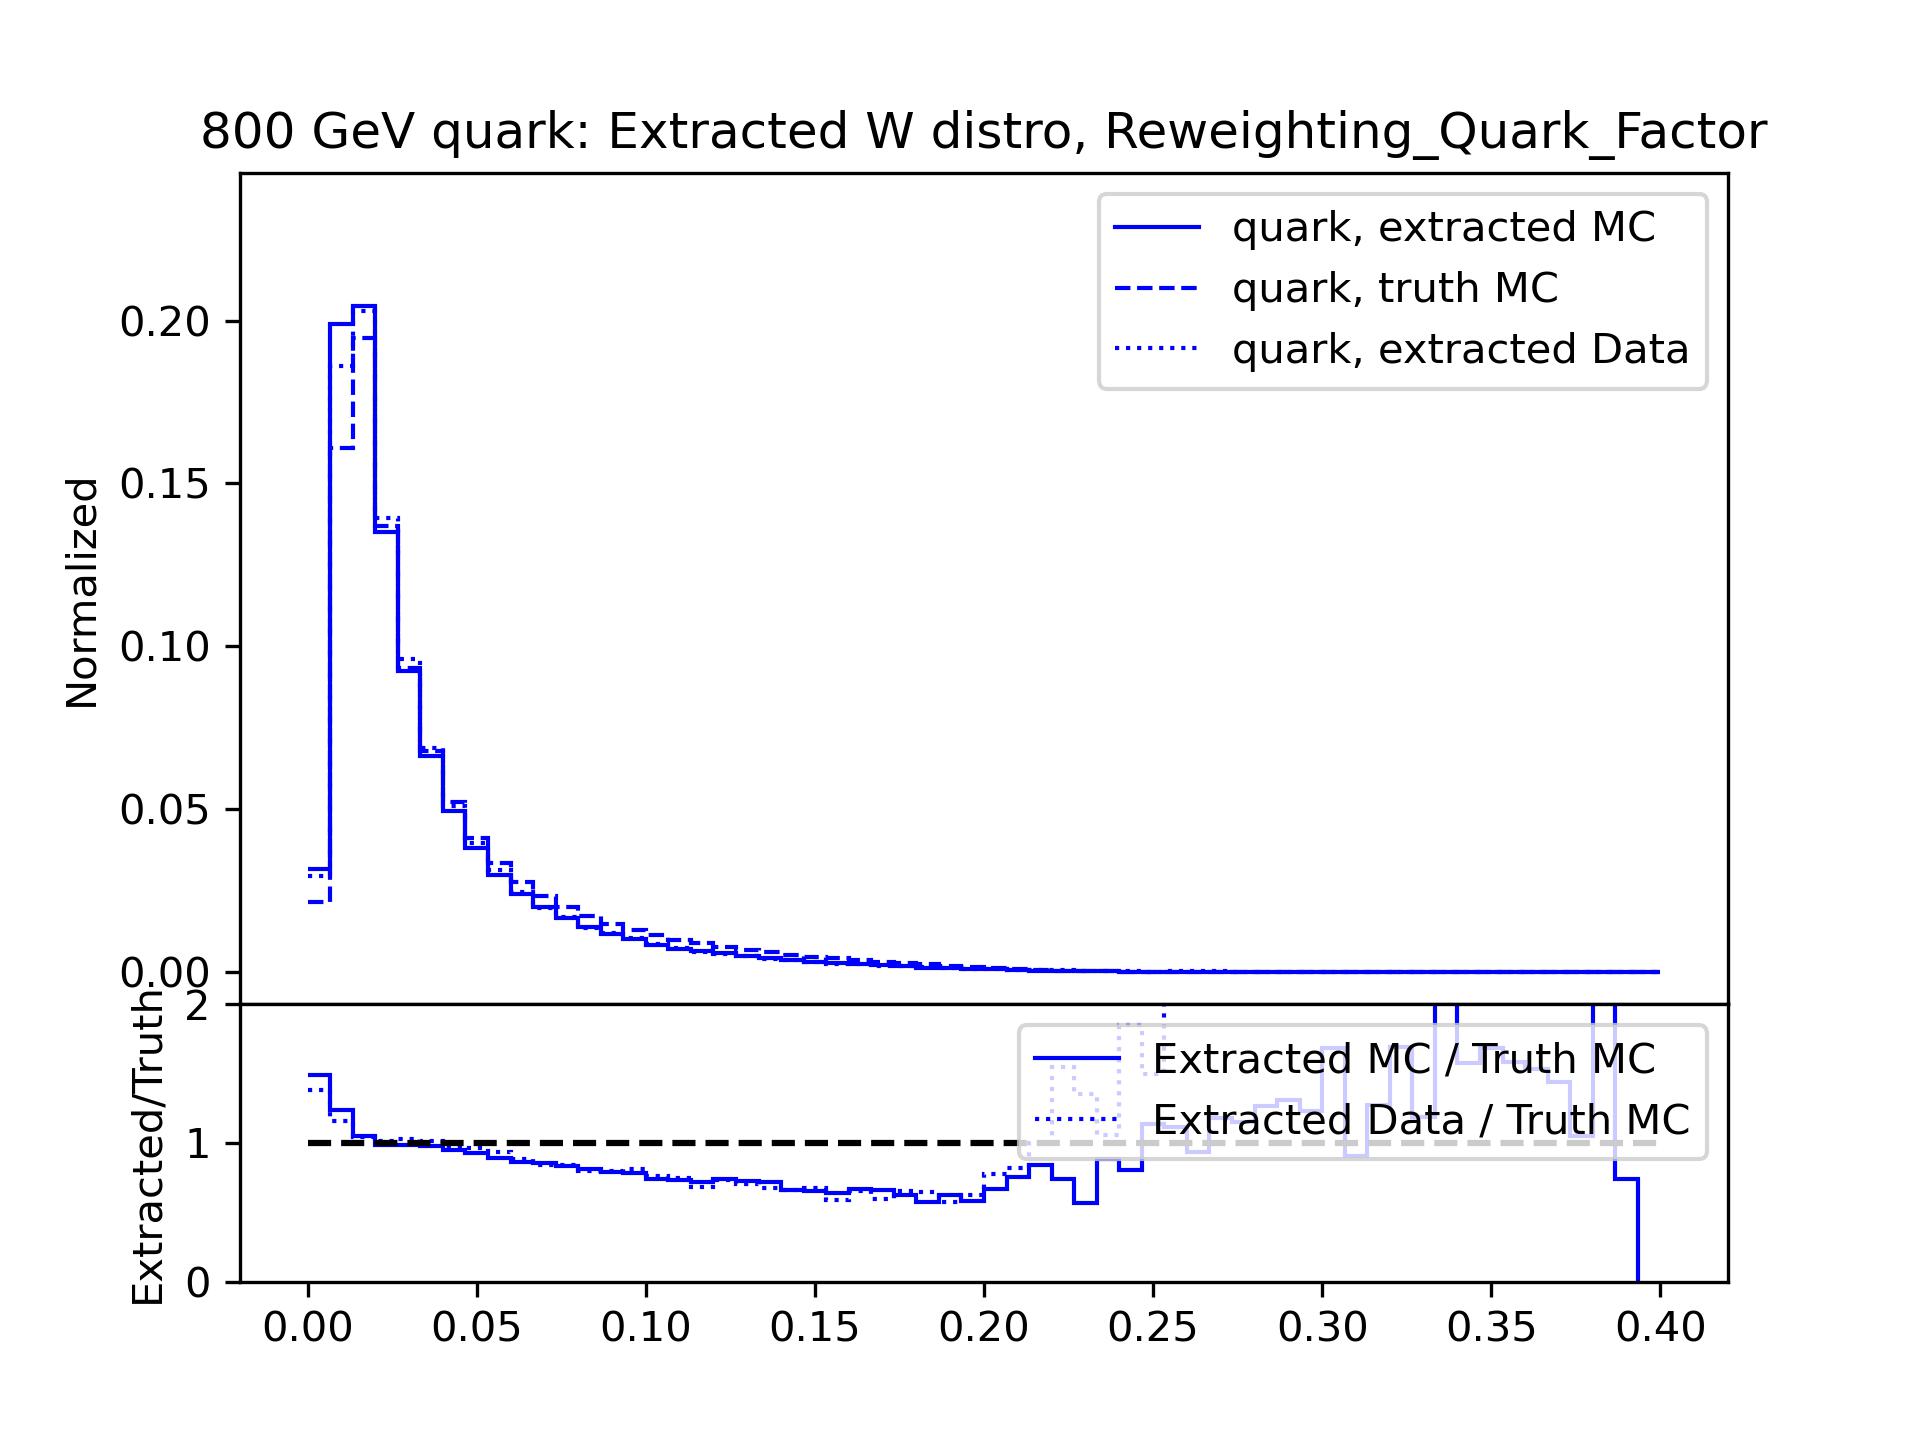 800 GeV quark: Extracted W distro, Reweighting_Quark_Factor
quark, extracted MC
quark, truth MC
quark, extracted Data
Normalized
0.20
0.15
0.10
0.05
0.00
Extracted MC / Truth MC
Extracted Data / Truth MC
Extracted/Truth
2
1
0
0.00 0.05 0.10 0.15 0.20 0.25 0.30 0.35 0.40